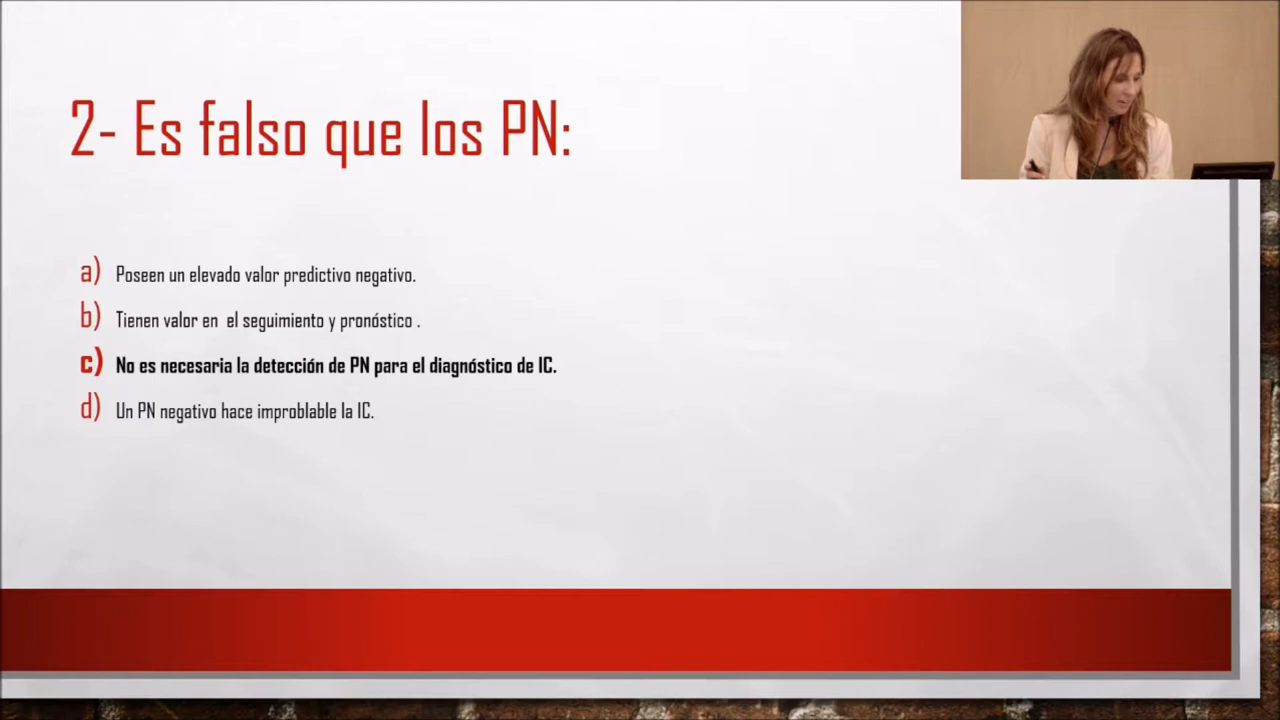 2- Es falso que los PN:
a) Poseen un elevado valor predictivo negativo.
b) Tienen valor en el seguimiento y pronóstico .
c) No es necesaria la detección de PN para el diagnóstico de IC.
d) Un PN negativo hace improblable la IC.